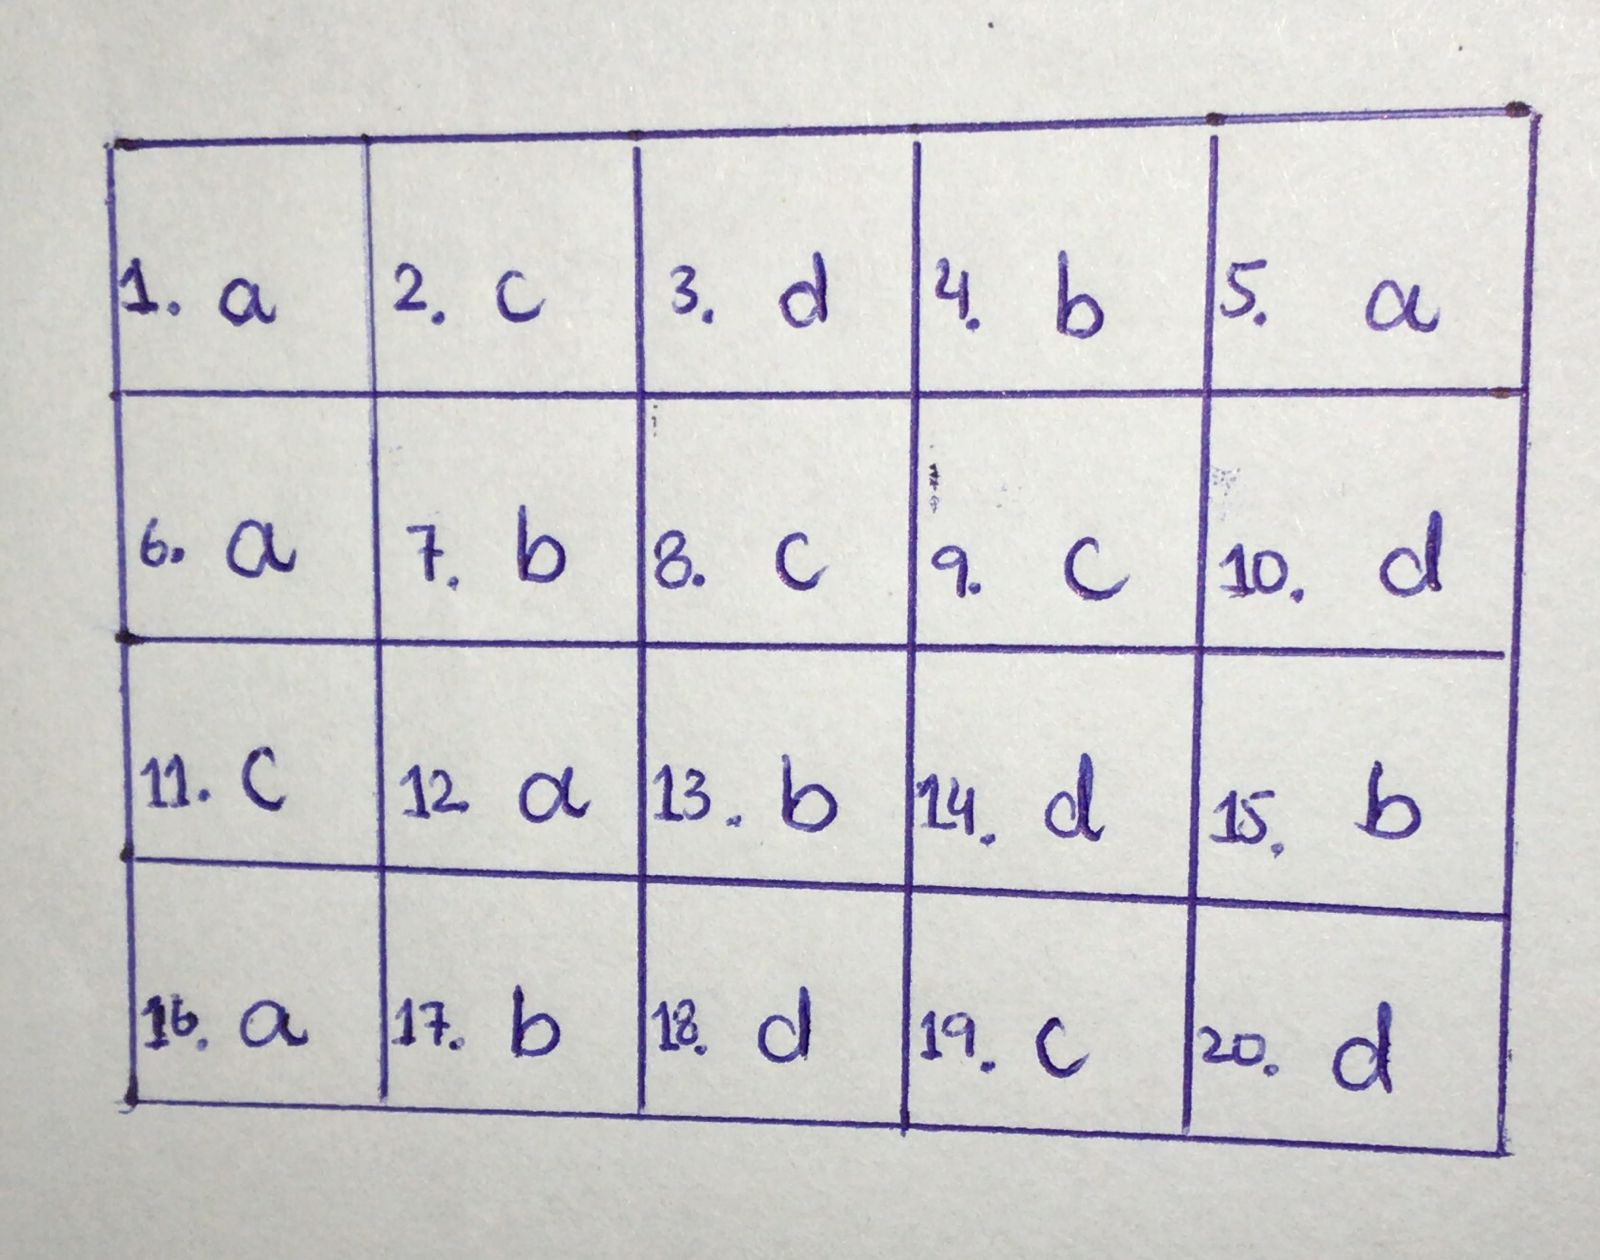 1. a 2. c 3. d 4. b 5. a
6. a 7. b 8. c 9. c 10. d
11. c 12 a 13. b 14. d 15. b
16. a 17. b 18. d 19. c 20. d